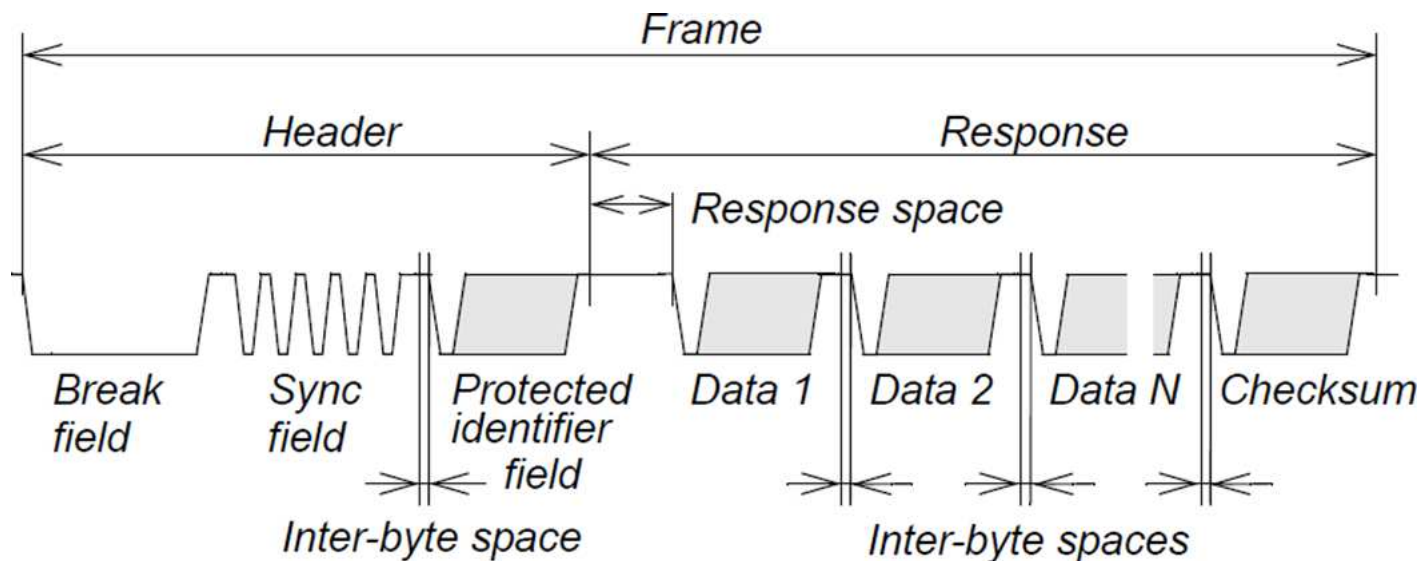 Frame
Header
Response
Response space
Break
field
Sync
field
Protected
identifier
field
Data 1
Data 2
Data N
Checksum
Inter-byte space
Inter-byte spaces